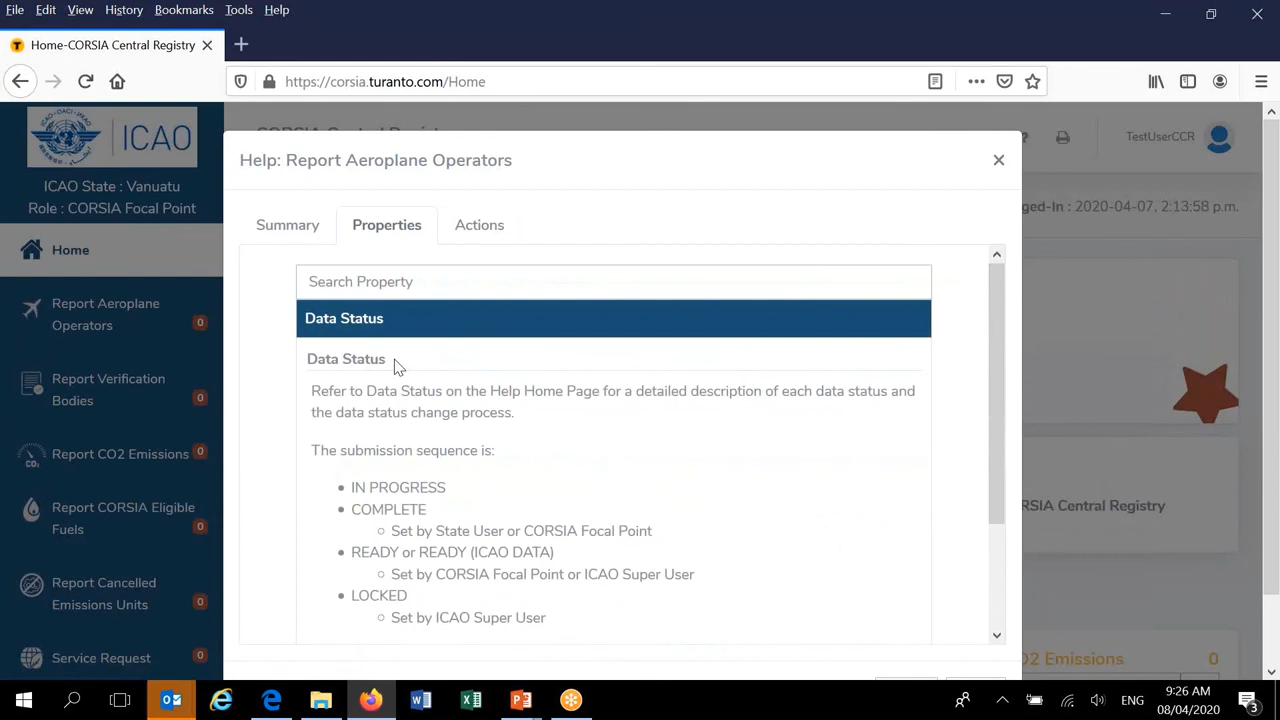 File Edit View History Bookmarks Tools Help
Home-CORSIA Central Registry
https://corsia.turanto.com/Home
ICAO
ICAO State : Vanuatu
Role : CORSIA Focal Point
TestUserCCR
Help: Report Aeroplane Operators
ged-In : 2020-04-07, 2:13:58 p.m.
Summary Properties Actions
Home
Search Property
Data Status
Report Aeroplane
Operators
0
Data Status
Refer to Data Status on the Help Home Page for a detailed description of each data status and
the data status change process.
Report Verification
Bodies
0
The submission sequence is:
Report CO2 Emissions 0
IN PROGRESS
COMPLETE
Set by State User or CORSIA Focal Point
Report CORSIA Eligible
Fuels
0
RSIA Central Registry
READY or READY (ICAO DATA)
Set by CORSIA Focal Point or ICAO Super User
Report Cancelled
Emissions Units
0
LOCKED
Set by ICAO Super User
Service Request 0
O2 Emissions 0
ENG
9:26 AM
08/04/2020
3